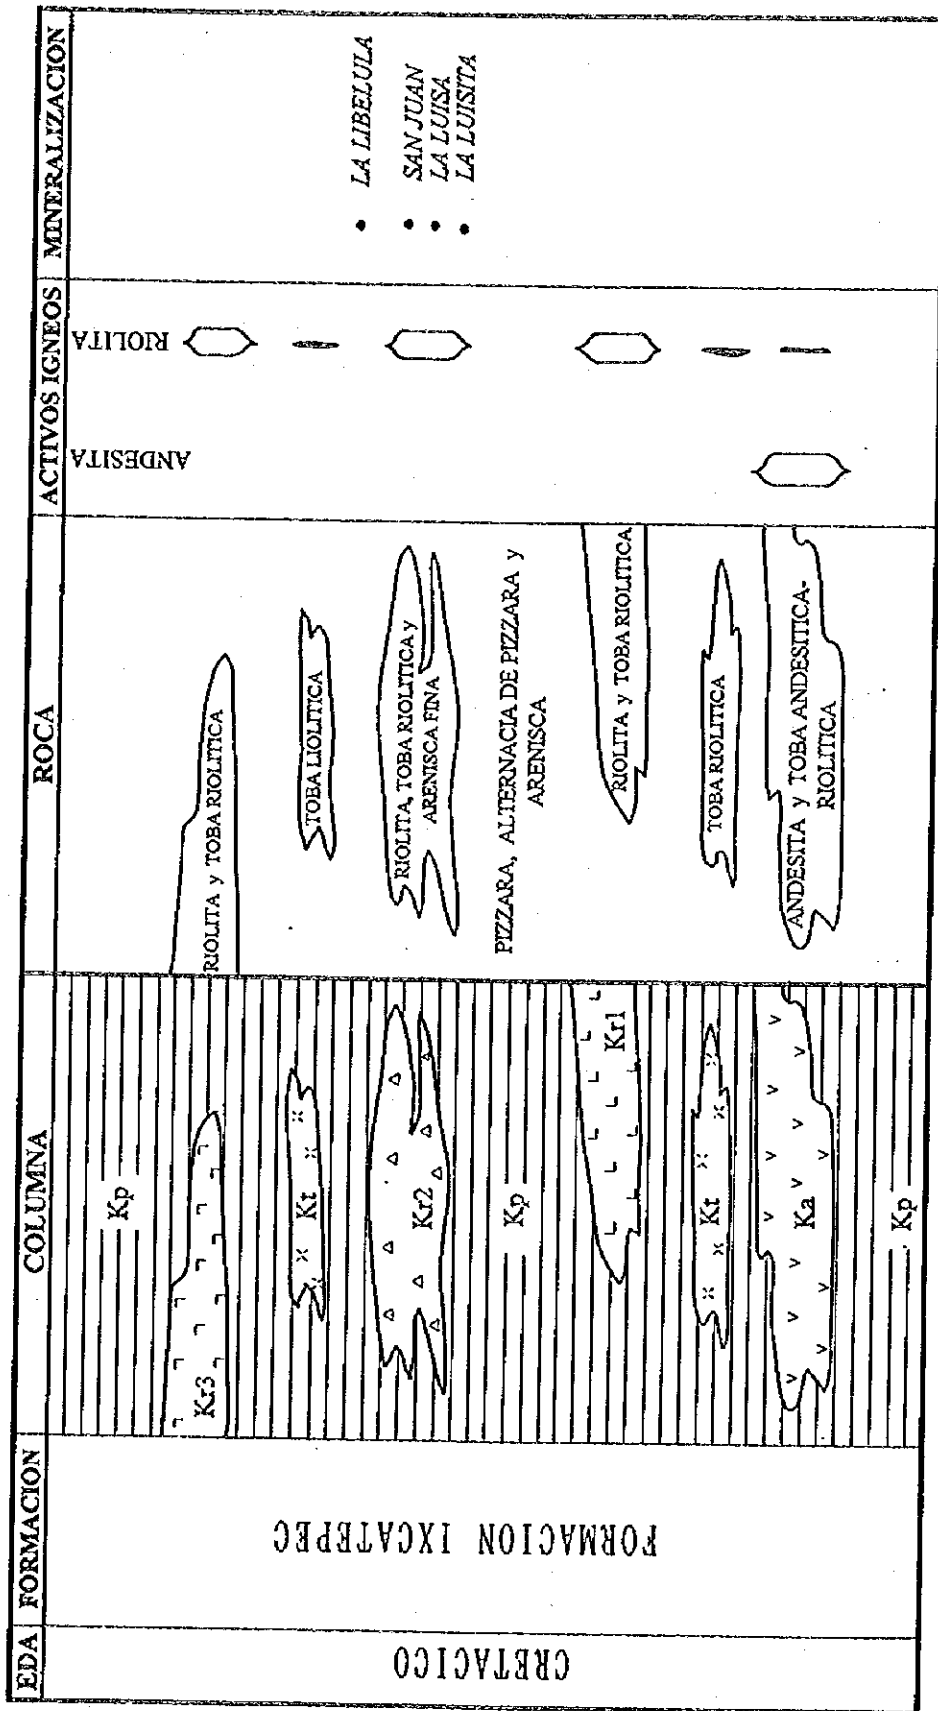 EDA FORMACION COLUMNA ROCA ACTIVOS IGNEOS MINERALIZACION
ANDESITA RIOLITA
CRETACICO
FORMACION IXCATEPEC
Kp
Kr3
Kt
Kr2
Kp
Kr1
Kt
Ka
Kp
RIOLITA y TOBA RIOLITICA
TOBA LIOLITICA
RIOLITA, TOBA RIOLITICA y
ARENISCA FINA
PIZZARA, ALTERNACIA DE PIZZARA y
ARENISCA
RIOLITA y TOBA RIOLITICA
TOBA RIOLITICA
ANDESITA y TOBA ANDESITICA-
RIOLITICA
• LA LIBELULA
• SAN JUAN
• LA LUISA
• LA LUISITA